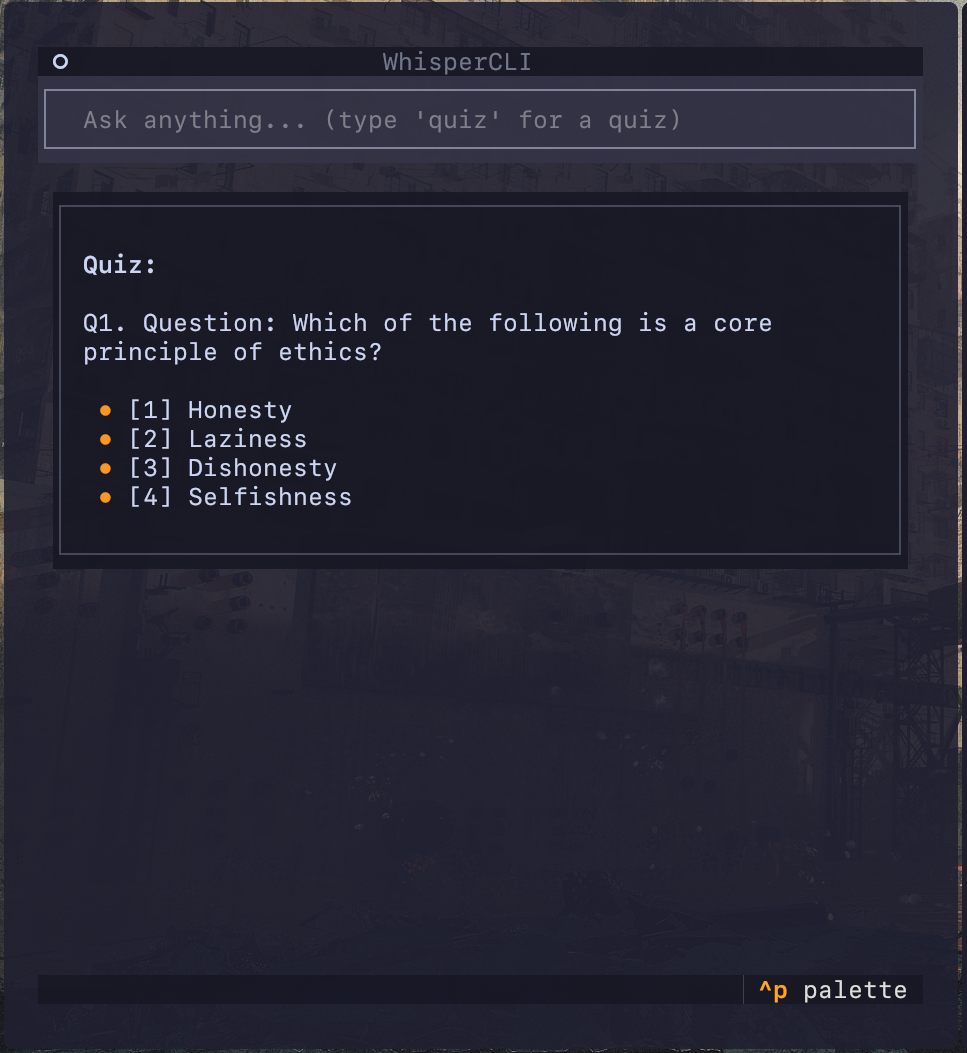 WhisperCLI
Ask anything... (type 'quiz' for a quiz)
Quiz:
Q1. Question: Which of the following is a core
principle of ethics?
• [1] Honesty
• [2] Laziness
• [3] Dishonesty
• [4] Selfishness
^p palette